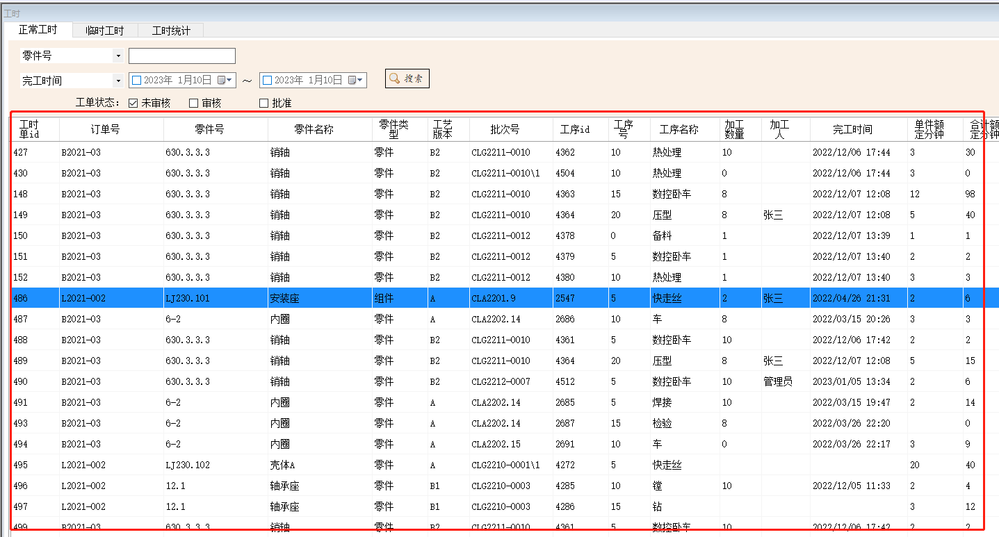 工时
正常工时 临时工时 工时统计
零件号
完工时间 2023年 1月10日 ～ 2023年 1月10日 搜索
工单状态： 未审核 审核 批准
工时单id 订单号 零件号 零件名称 零件类型 工艺版本 批次号 工序id 工序号 工序名称 加工数量 加工人 完工时间 单件额定分钟 合计额定分钟
427 B2021-03 630.3.3.3 销轴 零件 B2 CLG2211-0010 4362 10 热处理 10 2022/12/06 17:44 3 30
430 B2021-03 630.3.3.3 销轴 零件 B2 CLG2211-0010\1 4504 10 热处理 0 2022/12/06 17:44 3 0
148 B2021-03 630.3.3.3 销轴 零件 B2 CLG2211-0010 4363 15 数控卧车 8 2022/12/07 12:08 12 98
149 B2021-03 630.3.3.3 销轴 零件 B2 CLG2211-0010 4364 20 压型 8 张三 2022/12/07 12:08 5 40
150 B2021-03 630.3.3.3 销轴 零件 B2 CLG2211-0012 4378 0 备料 1 2022/12/07 13:39 1 1
151 B2021-03 630.3.3.3 销轴 零件 B2 CLG2211-0012 4379 5 数控卧车 1 2022/12/07 13:40 2 2
152 B2021-03 630.3.3.3 销轴 零件 B2 CLG2211-0012 4380 10 热处理 1 2022/12/07 13:40 3 3
486 L2021-002 LJ230.101 安装座 组件 A CLA2201.9 2547 5 快走丝 2 张三 2022/04/26 21:31 2 6
487 B2021-03 6-2 内圈 零件 A CLA2202.14 2686 10 车 8 2022/03/15 20:26 3 3
488 B2021-03 630.3.3.3 销轴 零件 B2 CLG2211-0010 4361 5 数控卧车 10 2022/12/06 17:42 2 2
489 B2021-03 630.3.3.3 销轴 零件 B2 CLG2211-0010 4364 20 压型 8 张三 2022/12/07 12:08 5 15
490 B2021-03 630.3.3.3 销轴 零件 B2 CLG2212-0007 4512 5 数控卧车 10 管理员 2023/01/05 13:34 2 6
491 B2021-03 6-2 内圈 零件 A CLA2202.14 2685 5 焊接 10 2022/03/15 19:47 2 14
493 B2021-03 6-2 内圈 零件 A CLA2202.14 2687 15 检验 8 2022/03/26 22:20 0
494 B2021-03 6-2 内圈 零件 A CLA2202.15 2691 10 车 0 2022/03/26 22:17 3 9
495 L2021-002 LJ230.102 壳体A 零件 A CLG2210-0001\1 4272 5 快走丝 20 40
496 L2021-002 12.1 轴承座 零件 B1 CLG2210-0003 4285 10 镗 10 2022/12/05 11:33 2 4
497 L2021-002 12.1 轴承座 零件 B1 CLG2210-0003 4286 15 钻 3 12
499 B2021-03 630.3.3.3 销轴 零件 B2 CLG2211-0010 4361 5 数控卧车 10 2022/12/06 17:42 2 2